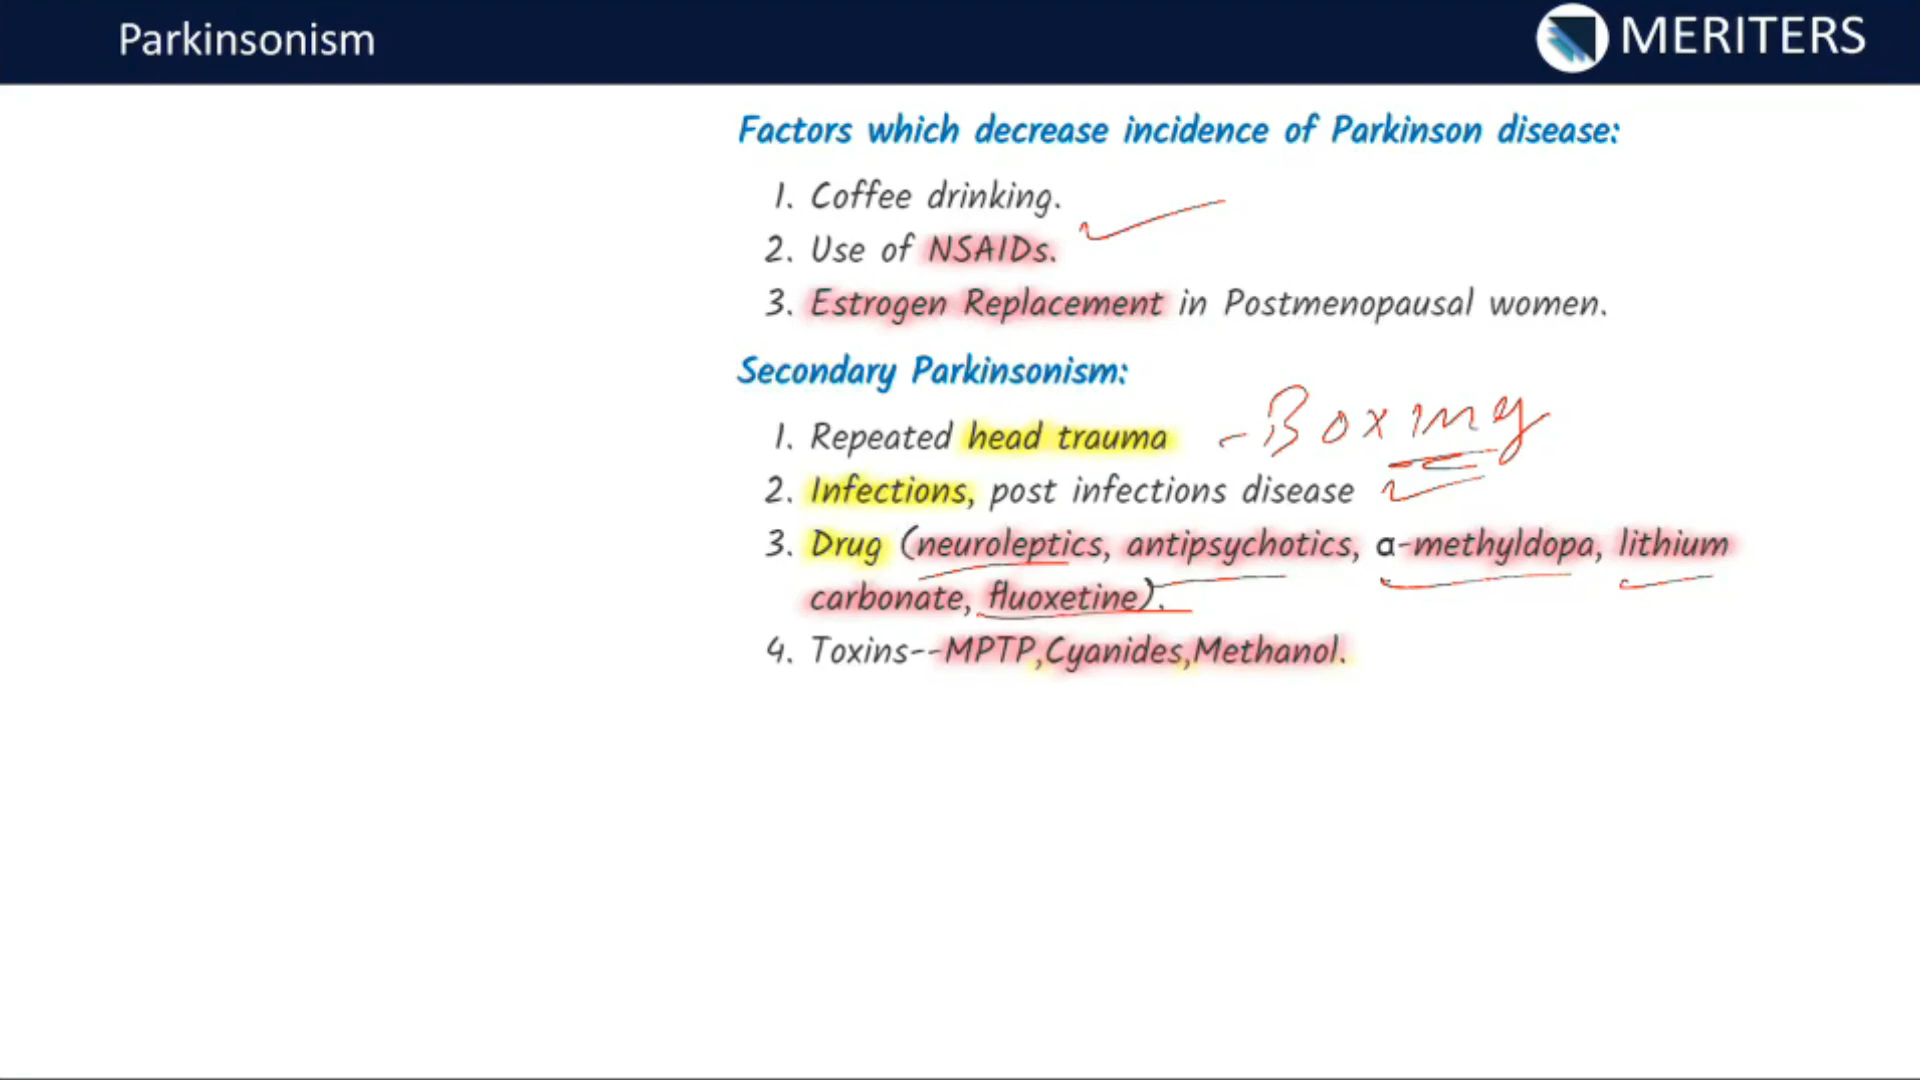 Parkinsonism
MERITERS
Factors which decrease incidence of Parkinson disease:
1. Coffee drinking.
2. Use of NSAIDs.
3. Estrogen Replacement in Postmenopausal women.
Secondary Parkinsonism:
1. Repeated head trauma - Boxing
2. Infections, post infections disease
3. Drug (neuroleptics, antipsychotics, α-methyldopa, lithium
carbonate, fluoxetine).
4. Toxins--MPTP,Cyanides,Methanol.